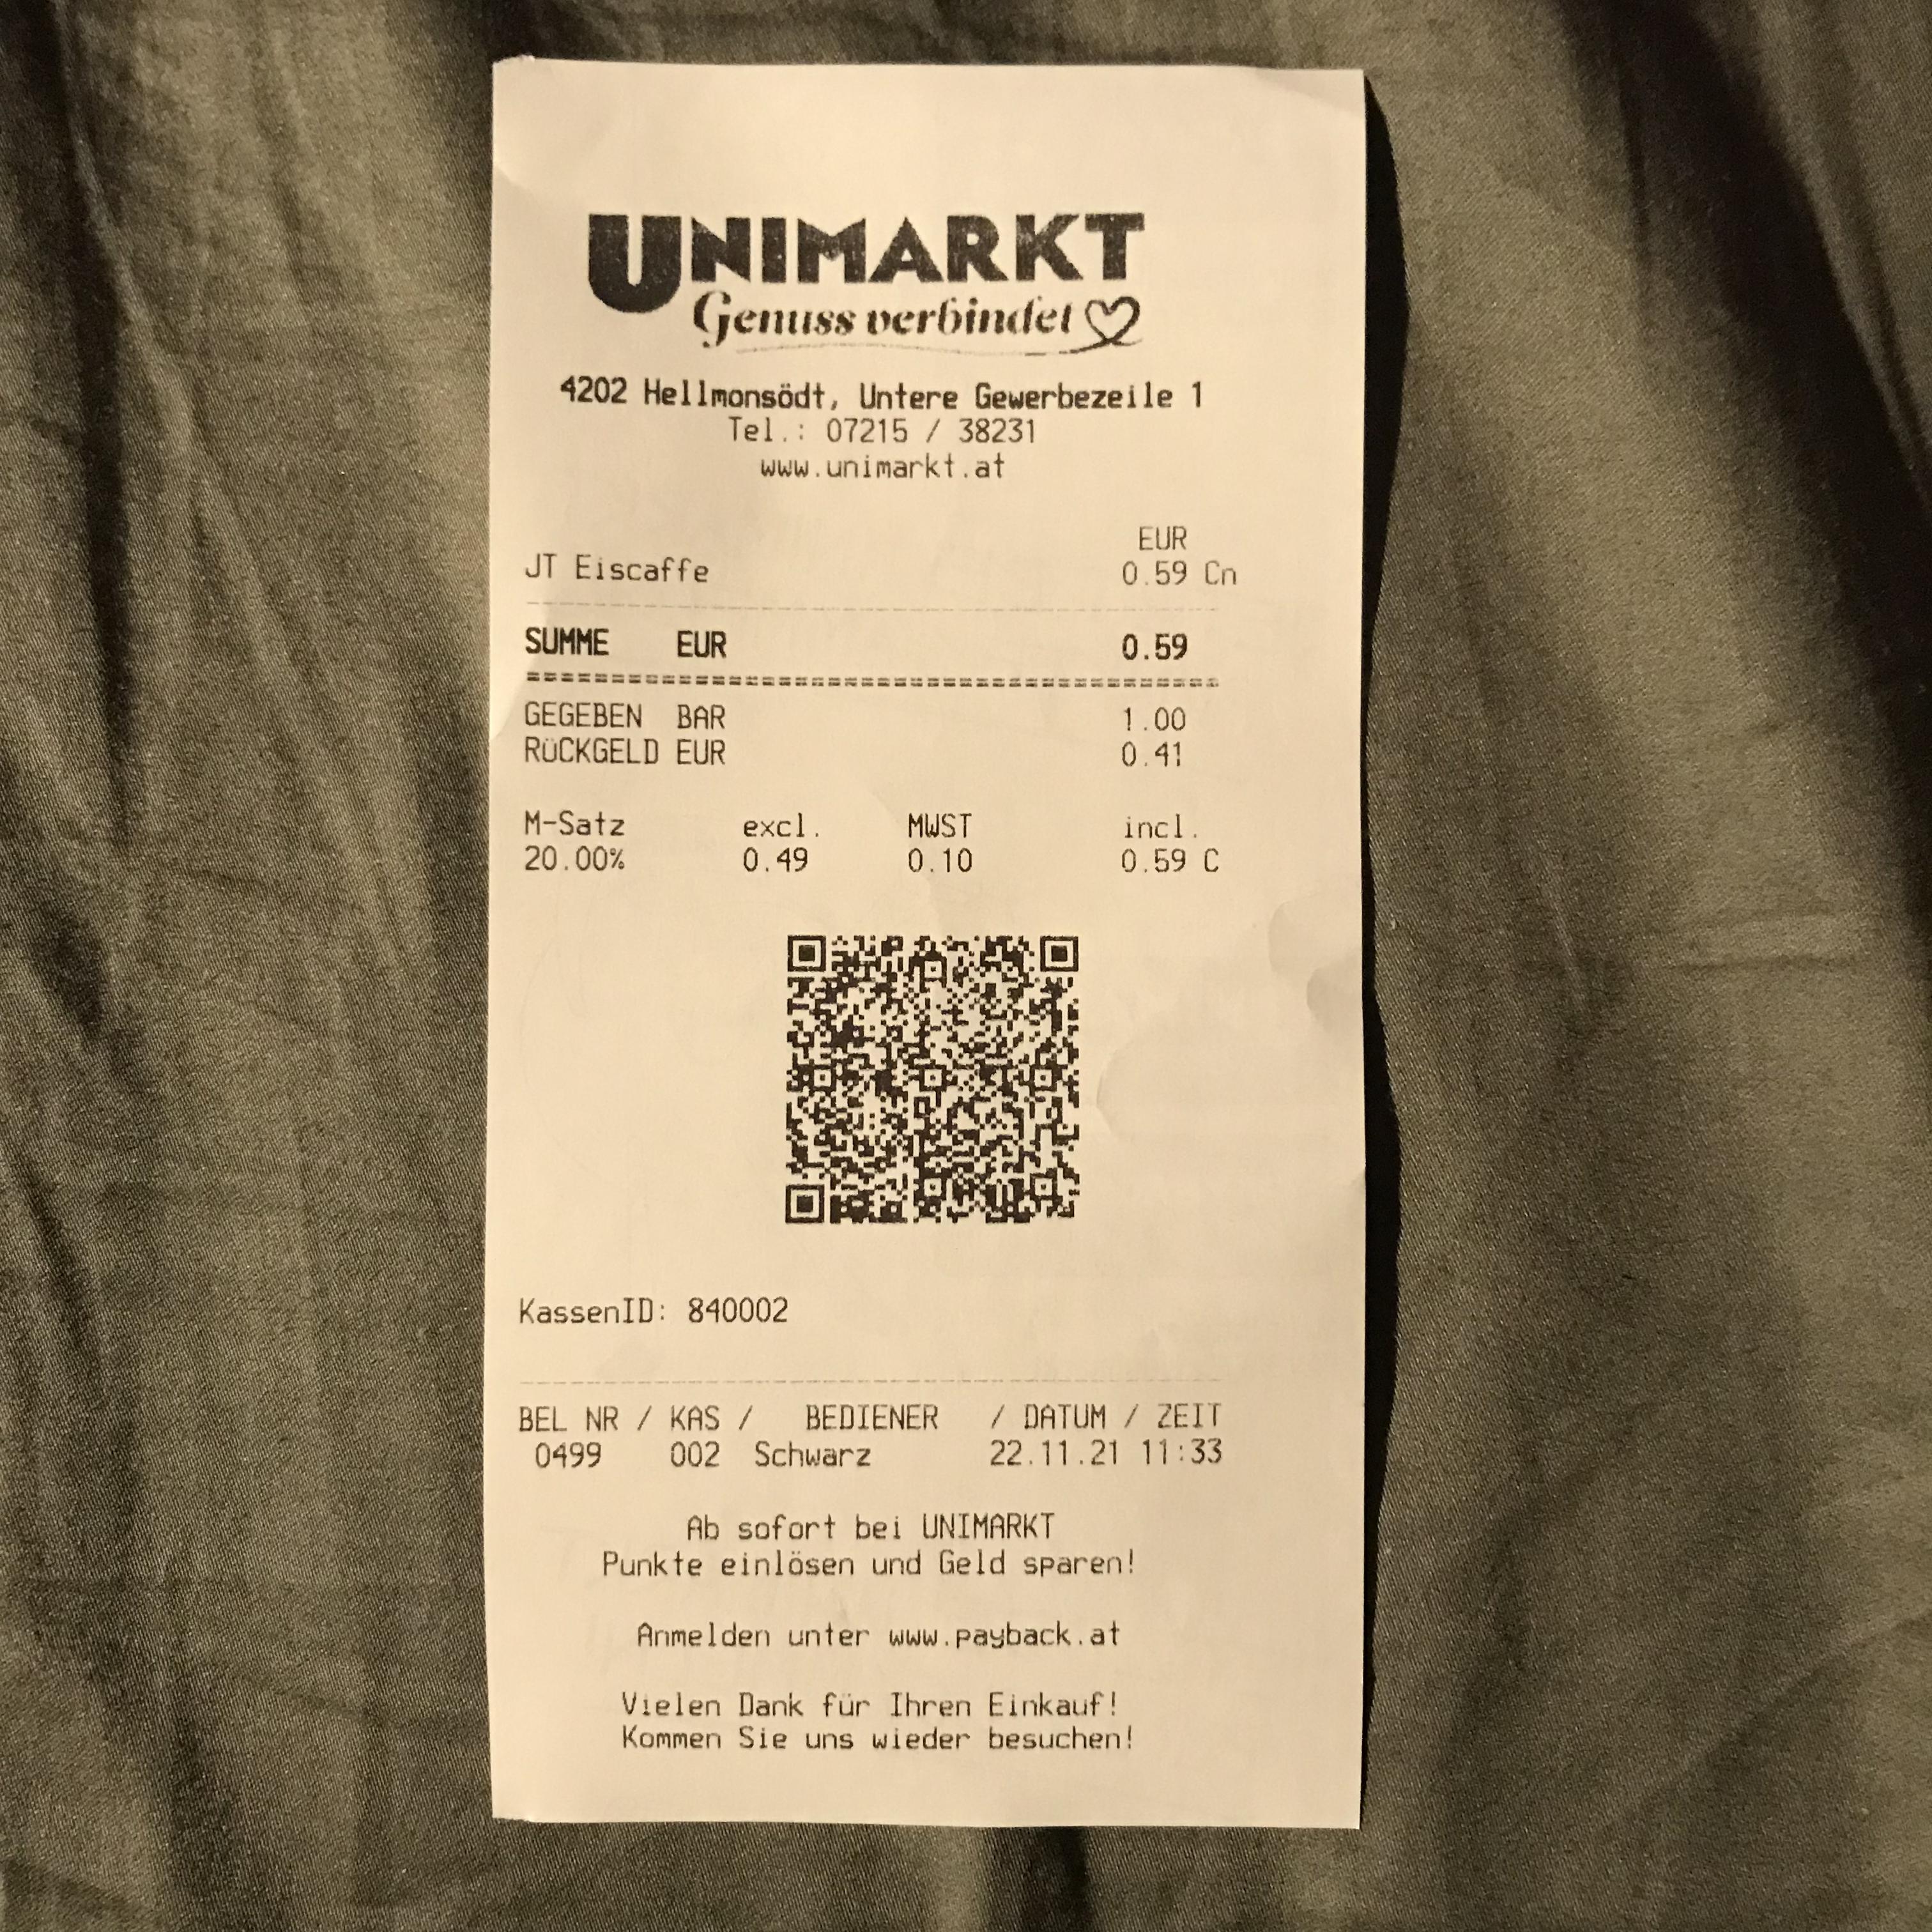 UNIMARKT
Genuss verbindet
4202 Hellmonsödt, Untere Gewerbezeile 1
Tel.: 07215 / 38231
www.unimarkt.at
EUR
JT Eiscaffe 0.59 Cn
SUMME EUR 0.59
GEGEBEN BAR 1.00
RÜCKGELD EUR 0.41
M-Satz excl. MWST incl.
20.00% 0.49 0.10 0.59 C
KassenID: 840002
BEL NR / KAS / BEDIENER / DATUM / ZEIT
0499 002 Schwarz 22.11.21 11:33
Ab sofort bei UNIMARKT
Punkte einlösen und Geld sparen!
Anmelden unter www.payback.at
Vielen Dank für Ihren Einkauf!
Kommen Sie uns wieder besuchen!